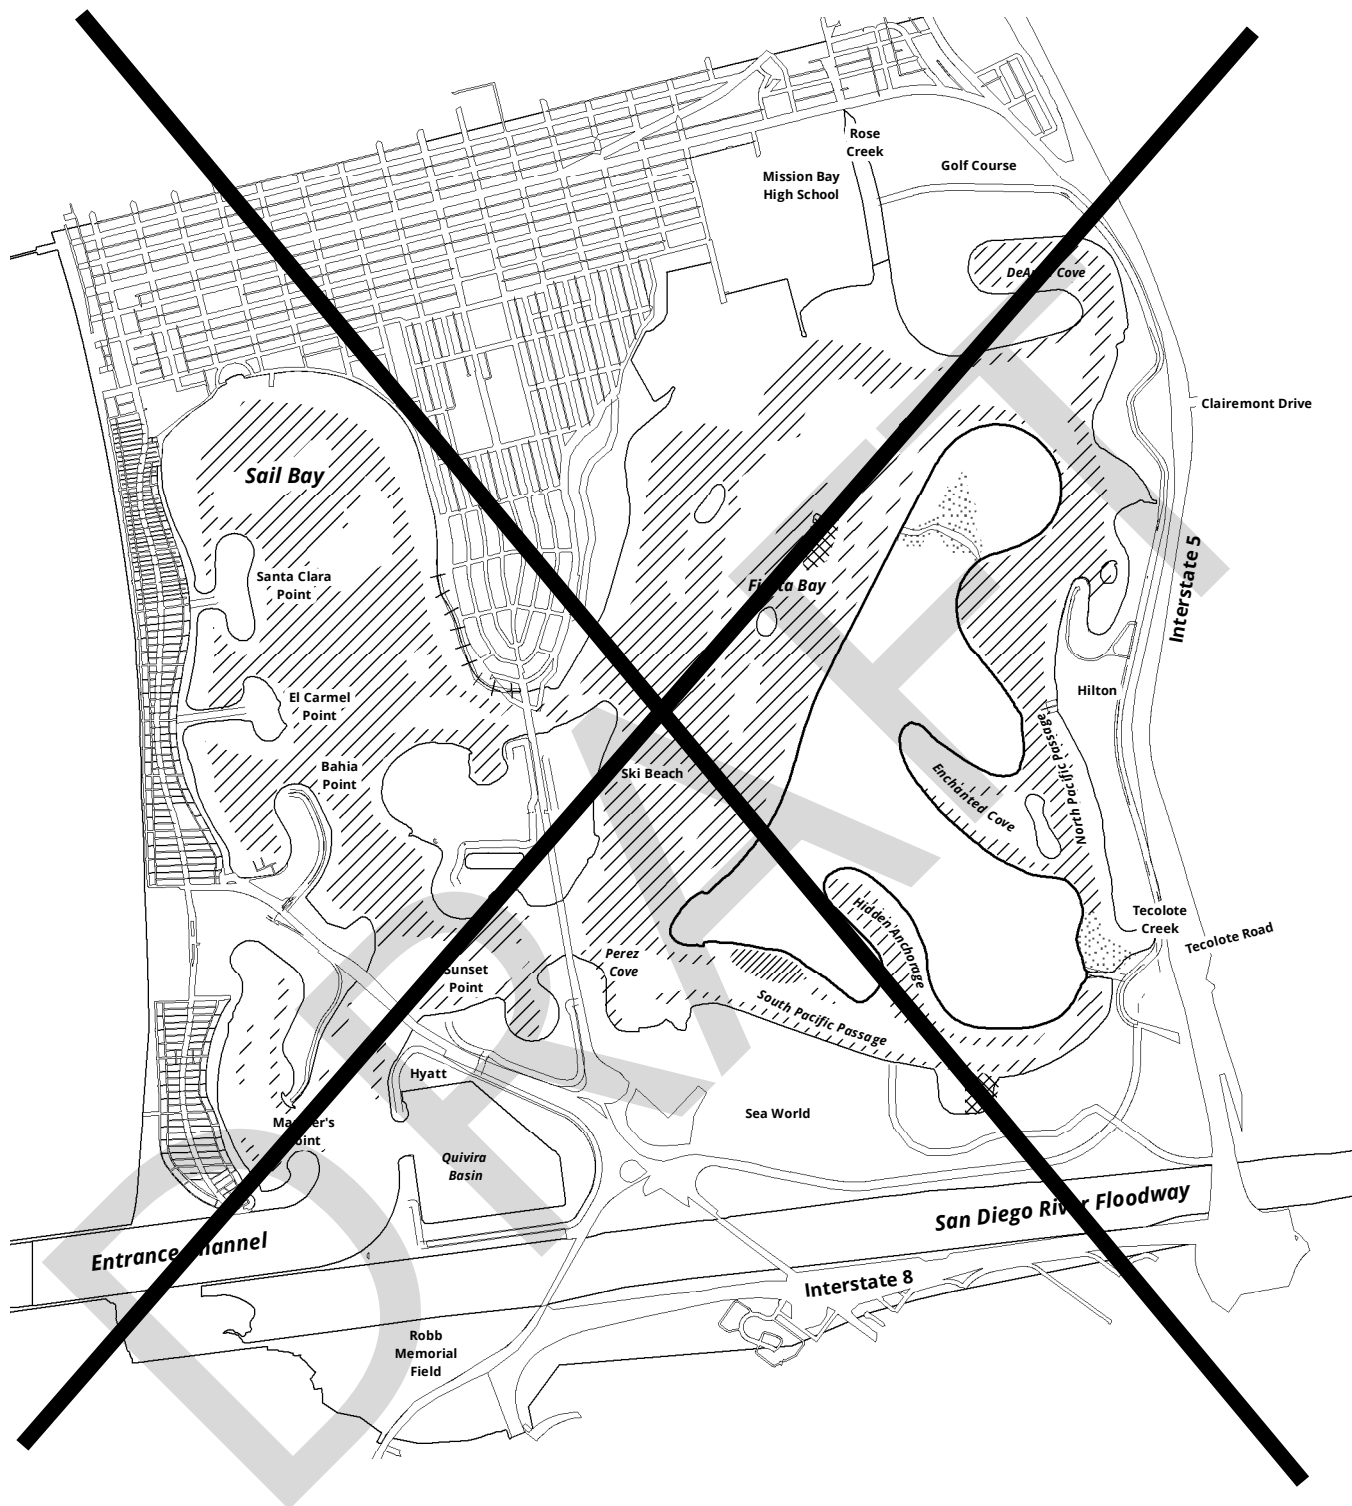 Rose
Creek
Golf Course
Mission Bay
High School
Cove
Clairemont Drive
Sail Bay
Interstate 5
Santa Clara
Point
Bay
Hilton
El Carmel
Point
North Pacific Passage
Bahia
Point
Ski Beach
Enchanted Cove
Hidden Anchorage
Tecolote
Creek
Tecolote Road
Perez
Cove
Sunset
Point
South Pacific Passage
Hyatt
Sea World
Point
Quivira
Basin
San Diego River Floodway
Entrance Channel
Interstate 8
Robb
Memorial
Field
DRAFT